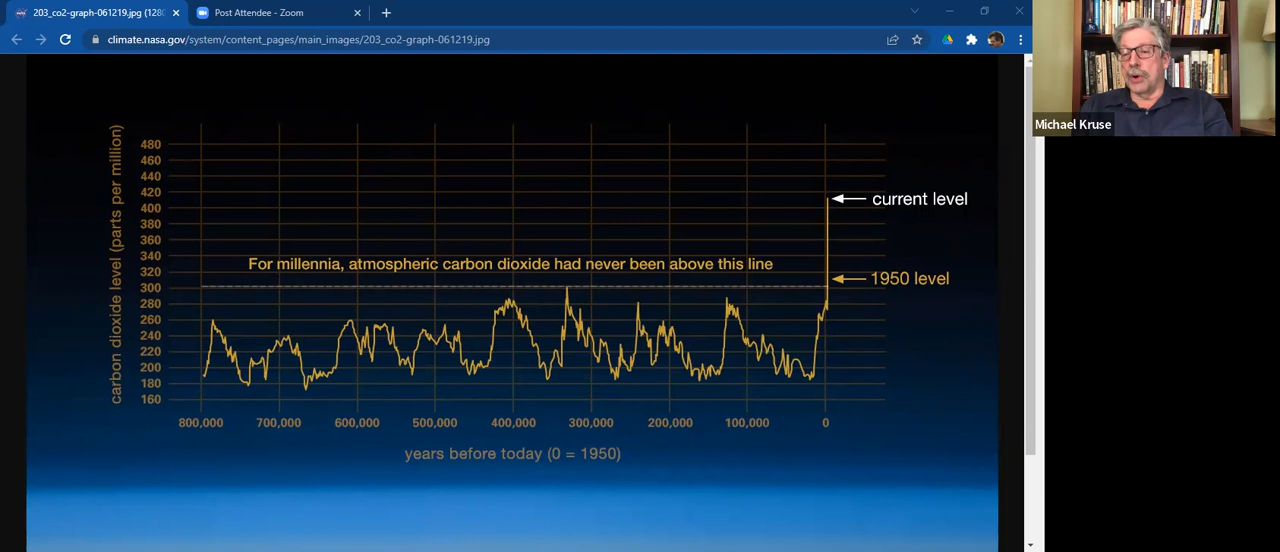 203_co2-graph-061219.jpg (1280
Post Attendee - Zoom
climate.nasa.gov/system/content_pages/main_images/203_co2-graph-061219.jpg
Michael Kruse
carbon dioxide level (parts per million)
480
460
440
420
400
380
360
340
320
300
280
260
240
220
200
180
160
current level
For millennia, atmospheric carbon dioxide had never been above this line
1950 level
800,000
700,000
600,000
500,000
400,000
300,000
200,000
100,000
0
years before today (0 = 1950)